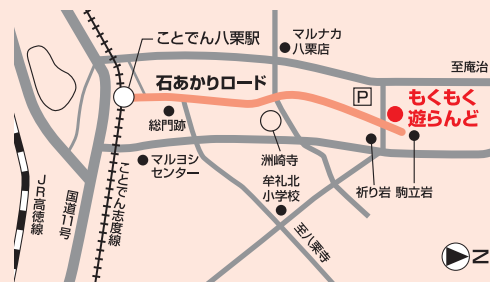 ことでん八栗駅
マルナカ
八栗店
至庵治
石あかりロード
P
もくもく
遊らんど
総門跡
マルヨシ
センター
洲崎寺
祈り岩
駒立岩
牟礼北
小学校
至八栗寺
ことでん志度線
国道11号
JR高徳線
N